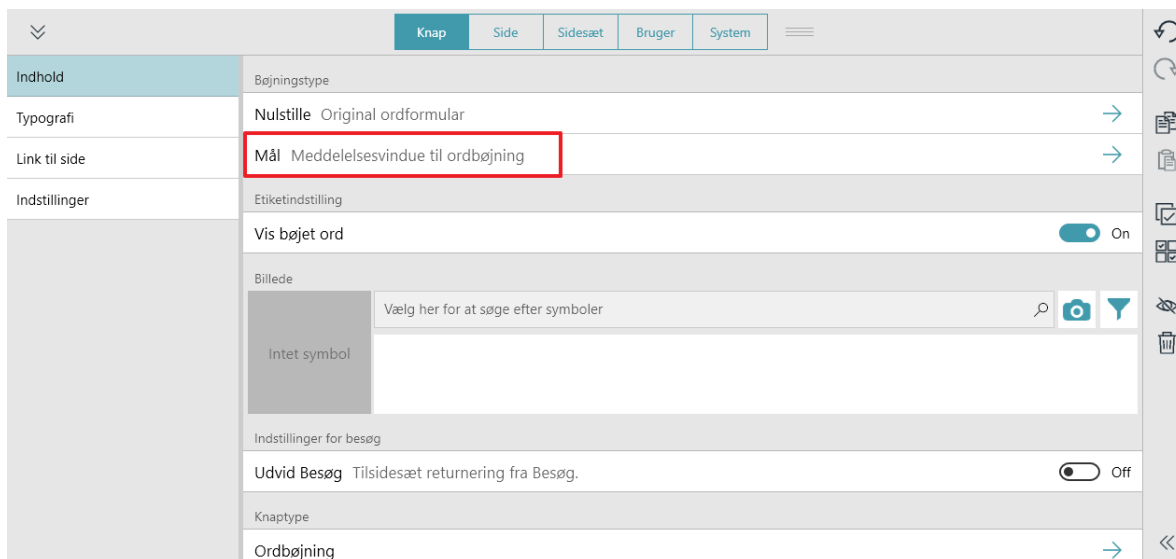 Knap Side Sidesæt Bruger System
Indhold
Typografi
Link til side
Indstillinger
Bøjningstype
Nulstille Original ordformular
Mål Meddelelsesvindue til ordbøjning
Etiketindstilling
Vis bøjet ord On
Billede
Vælg her for at søge efter symboler
Intet symbol
Indstillinger for besøg
Udvid Besøg Tilsidesæt returnering fra Besøg. Off
Knaptype
Ordbøjning